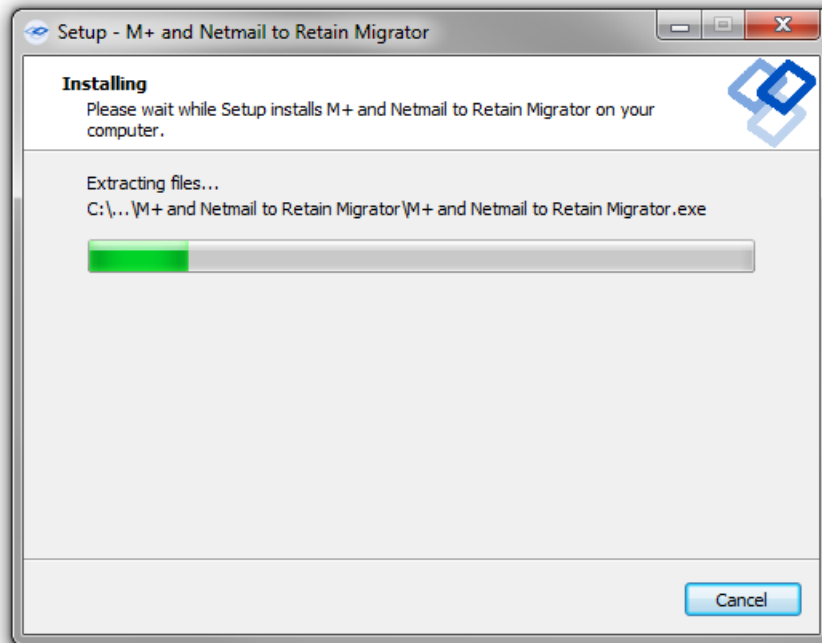 Setup - M+ and Netmail to Retain Migrator
Installing
Please wait while Setup installs M+ and Netmail to Retain Migrator on your
computer.
Extracting files...
C:\...\M+ and Netmail to Retain Migrator\M+ and Netmail to Retain Migrator.exe
Cancel